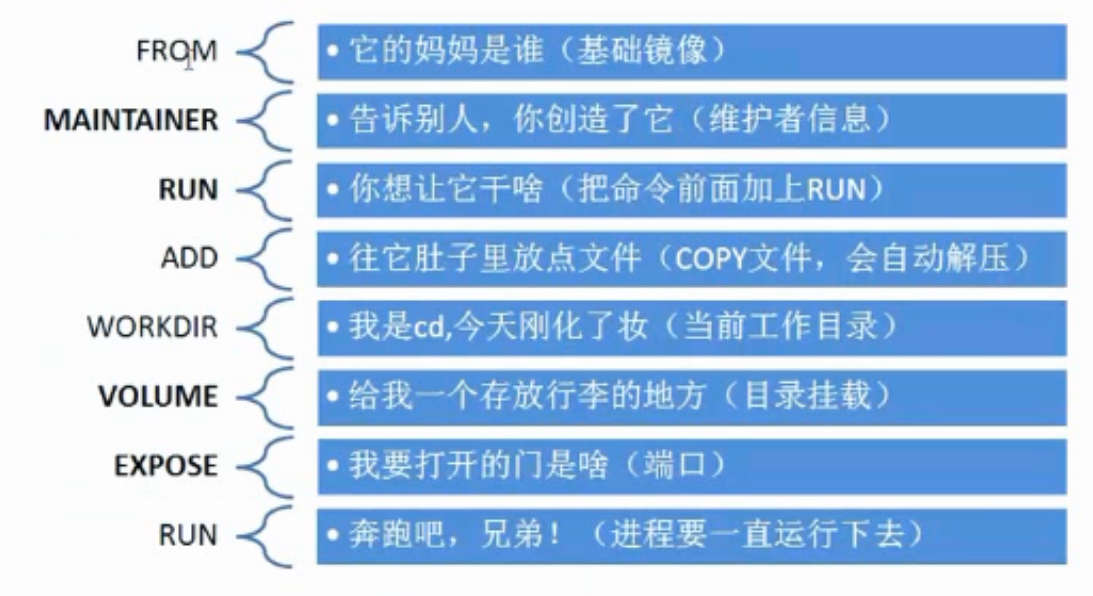 FROM
• 它的妈妈是谁（基础镜像）
MAINTAINER
• 告诉别人，你创造了它（维护者信息）
RUN
• 你想让它干啥（把命令前面加上RUN）
ADD
• 往它肚子里放点文件（COPY文件，会自动解压）
WORKDIR
• 我是cd,今天刚化了妆（当前工作目录）
VOLUME
• 给我一个存放行李的地方（目录挂载）
EXPOSE
• 我要打开的门是啥（端口）
RUN
• 奔跑吧，兄弟！（进程要一直运行下去）